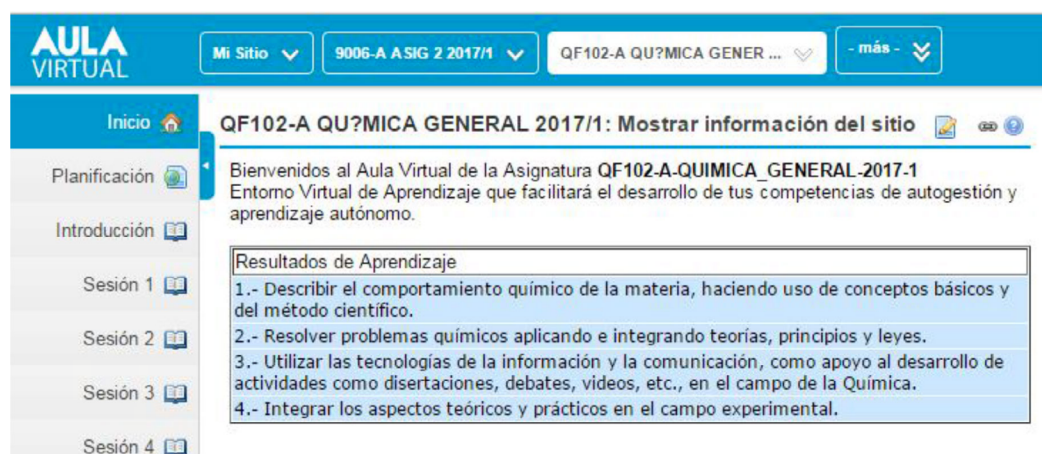 AULA
VIRTUAL
Mi Sitio
9006-A ASIG 2 2017/1
QF102-A QU?MICA GENER ...
- más -
Inicio
QF102-A QU?MICA GENERAL 2017/1: Mostrar información del sitio
Planificación
Bienvenidos al Aula Virtual de la Asignatura QF102-A-QUIMICA_GENERAL-2017-1
Entorno Virtual de Aprendizaje que facilitará el desarrollo de tus competencias de autogestión y
aprendizaje autónomo.
Introducción
Sesión 1
Sesión 2
Sesión 3
Sesión 4
Resultados de Aprendizaje
1.- Describir el comportamiento químico de la materia, haciendo uso de conceptos básicos y
del método científico.
2.- Resolver problemas químicos aplicando e integrando teorías, principios y leyes.
3.- Utilizar las tecnologías de la información y la comunicación, como apoyo al desarrollo de
actividades como disertaciones, debates, videos, etc., en el campo de la Química.
4.- Integrar los aspectos teóricos y prácticos en el campo experimental.